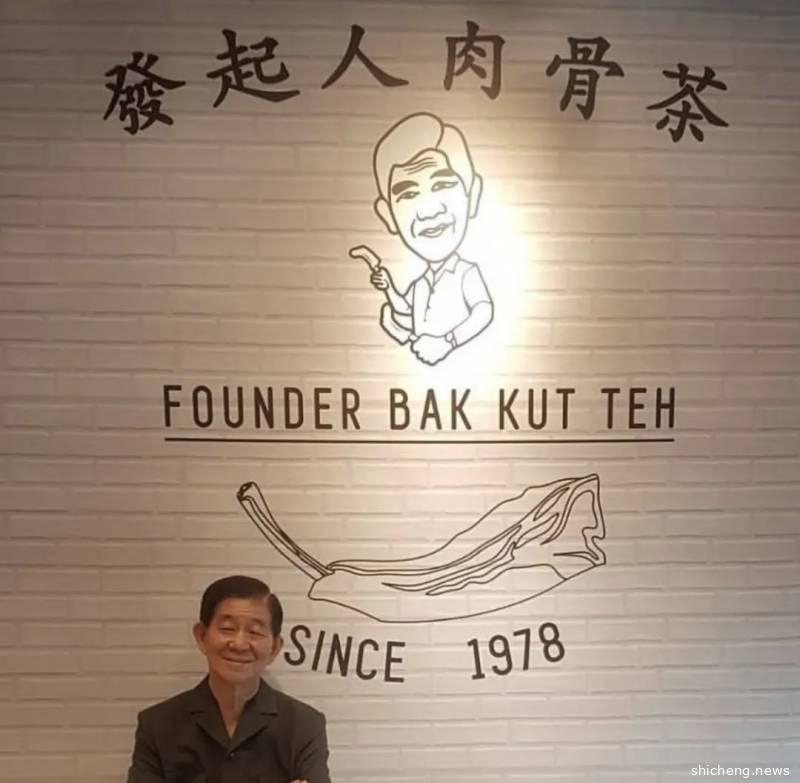 發起人肉骨茶
FOUNDER BAK KUT TEH
SINCE 1978
shicheng.news